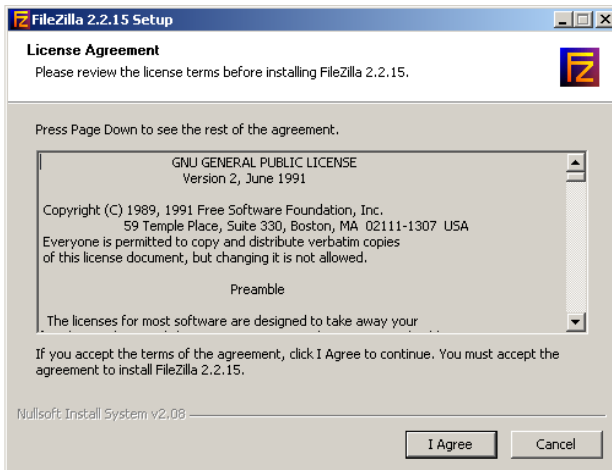 FileZilla 2.2.15 Setup
License Agreement
Please review the license terms before installing FileZilla 2.2.15.
FZ
Press Page Down to see the rest of the agreement.
GNU GENERAL PUBLIC LICENSE
Version 2, June 1991
Copyright (C) 1989, 1991 Free Software Foundation, Inc.
59 Temple Place, Suite 330, Boston, MA 02111-1307 USA
Everyone is permitted to copy and distribute verbatim copies
of this license document, but changing it is not allowed.
Preamble
The licenses for most software are designed to take away your
If you accept the terms of the agreement, click I Agree to continue. You must accept the
agreement to install FileZilla 2.2.15.
Nullsoft Install System v2.08
I Agree
Cancel